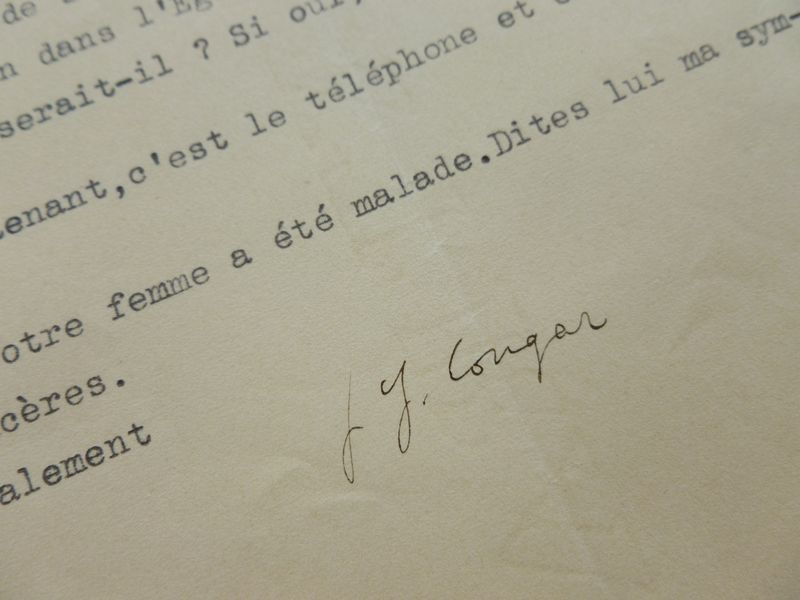 de
n dans l'Eg
serait-il ? Si oui,
tenant,c'est le téléphone et
otre femme a été malade.Dites lui ma sym-
cères.
alement
f y. Congar